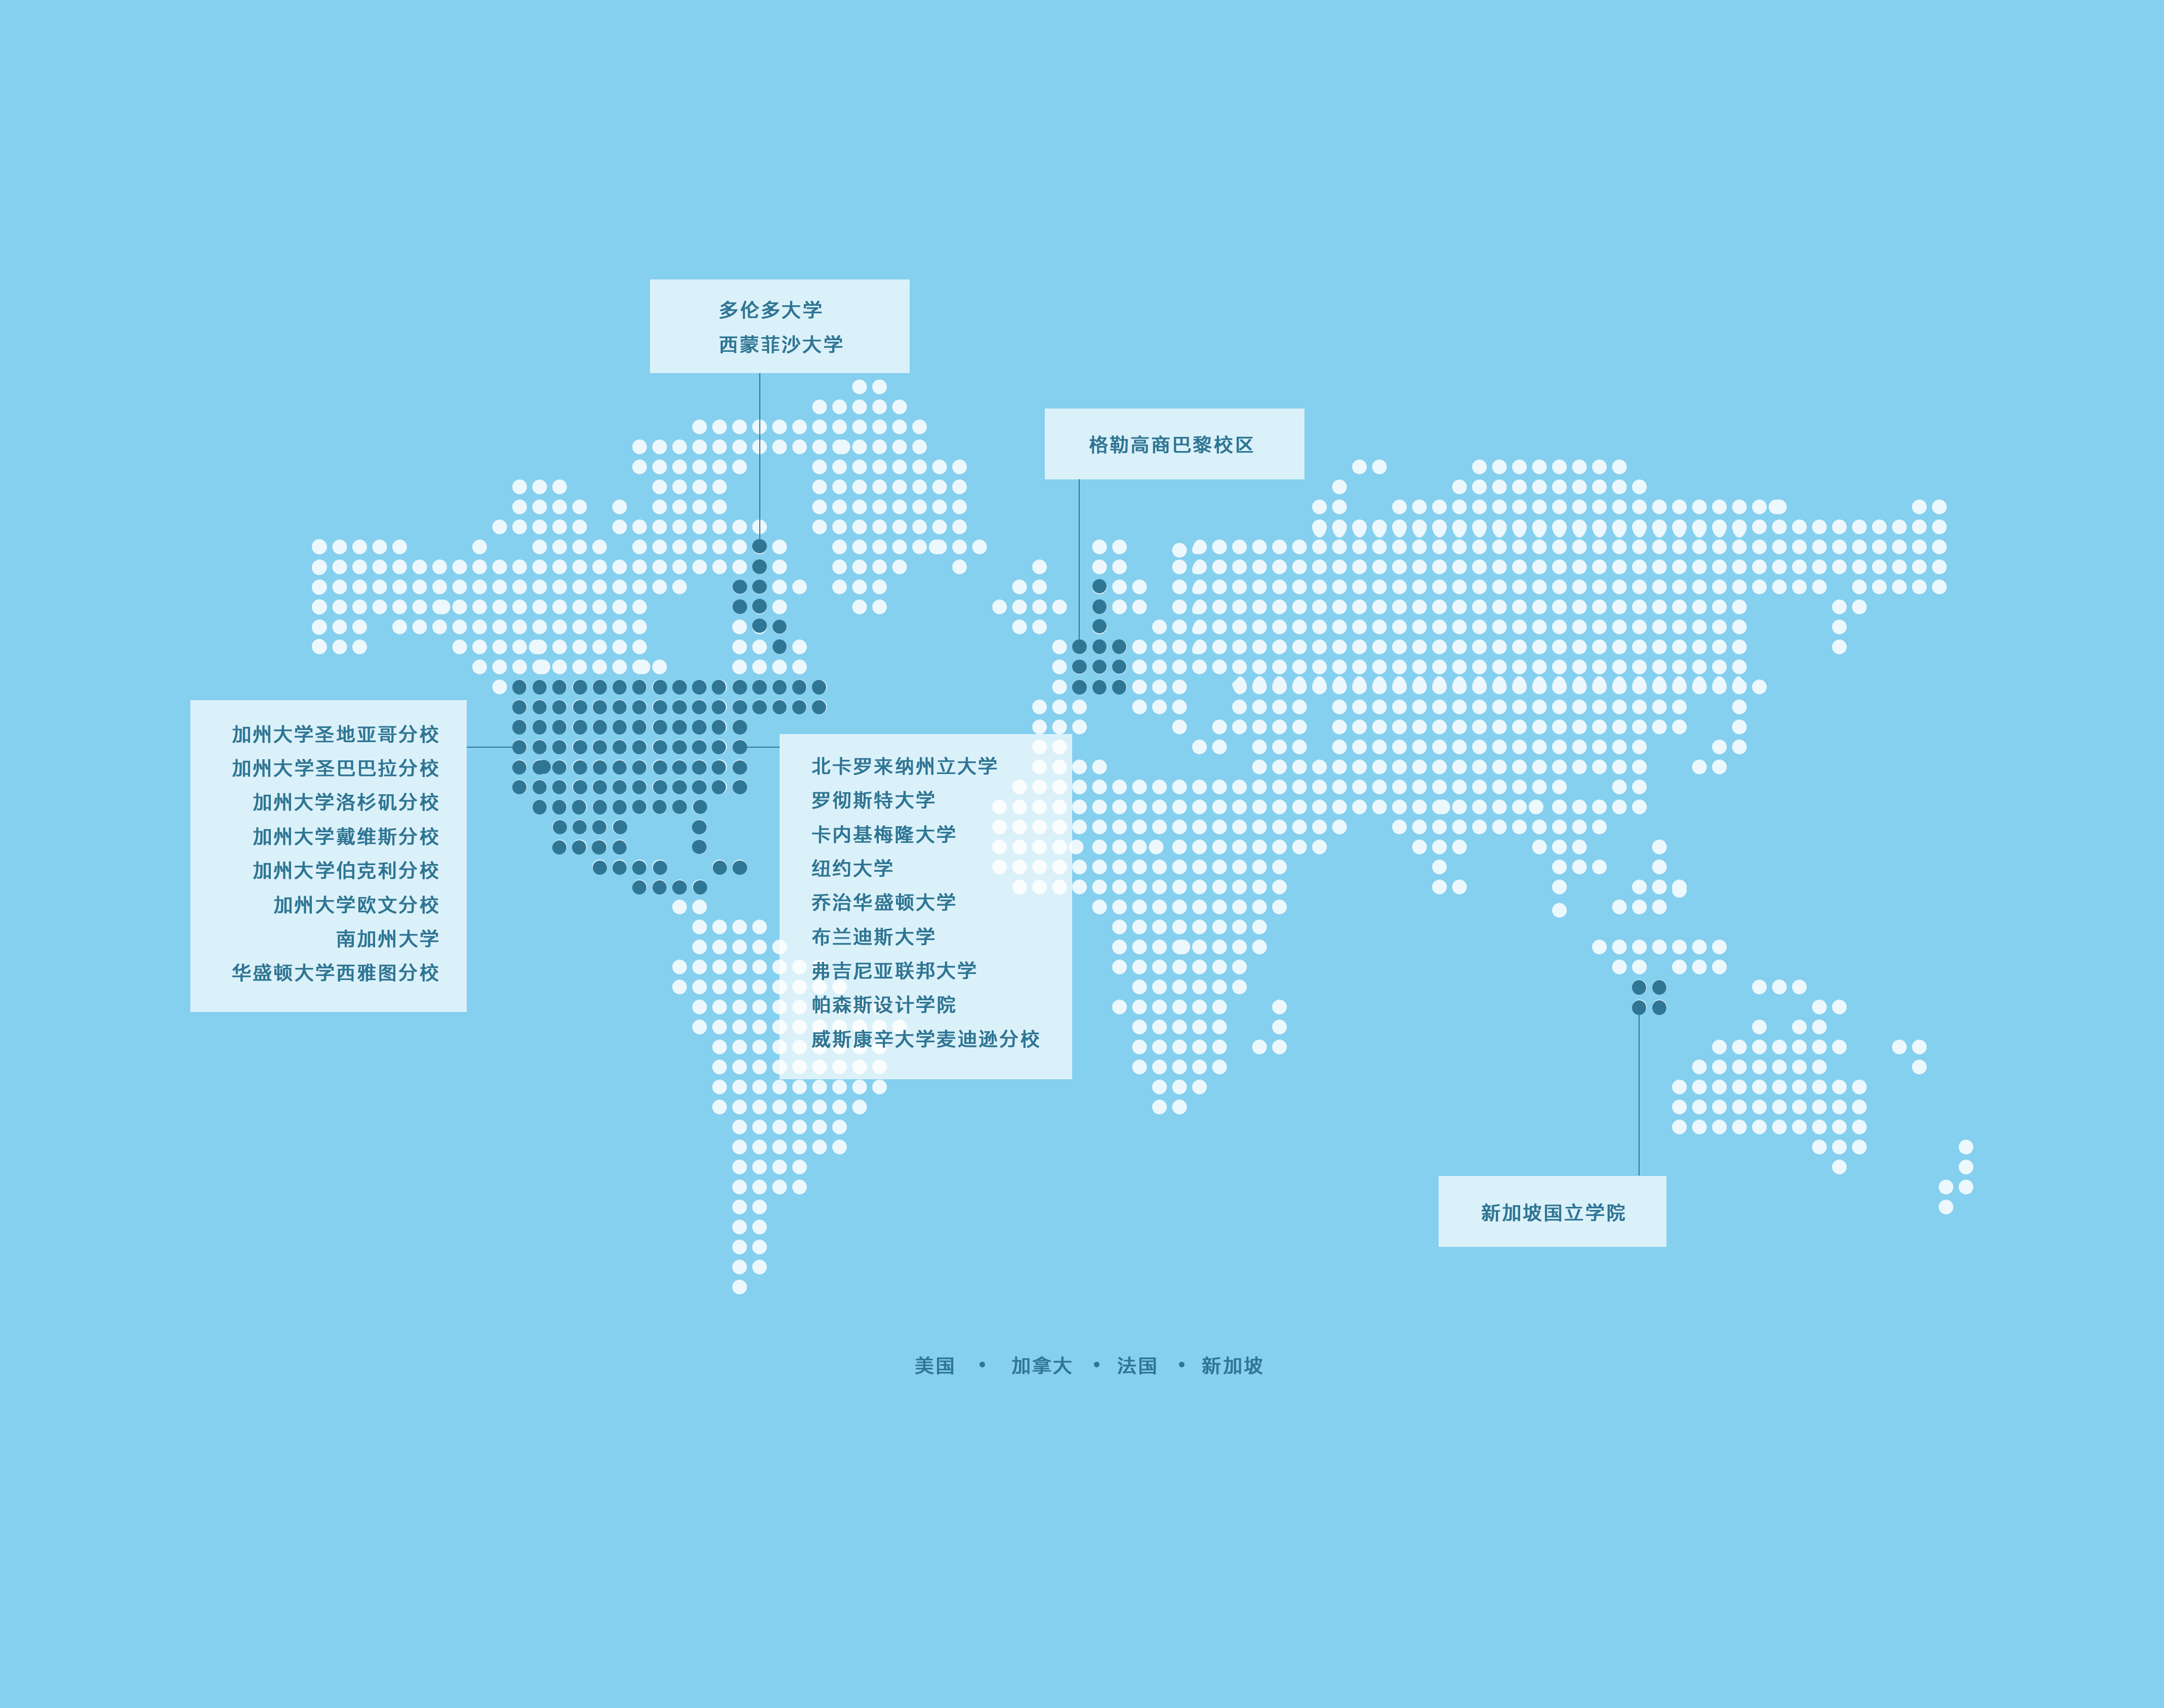 多伦多大学
西蒙菲沙大学
格勒高商巴黎校区
加州大学圣地亚哥分校
加州大学圣巴巴拉分校
加州大学洛杉矶分校
加州大学戴维斯分校
加州大学伯克利分校
加州大学欧文分校
南加州大学
华盛顿大学西雅图分校
北卡罗来纳州立大学
罗彻斯特大学
卡内基梅隆大学
纽约大学
乔治华盛顿大学
布兰迪斯大学
弗吉尼亚联邦大学
帕森斯设计学院
威斯康辛大学麦迪逊分校
新加坡国立学院
美国 • 加拿大 • 法国 • 新加坡